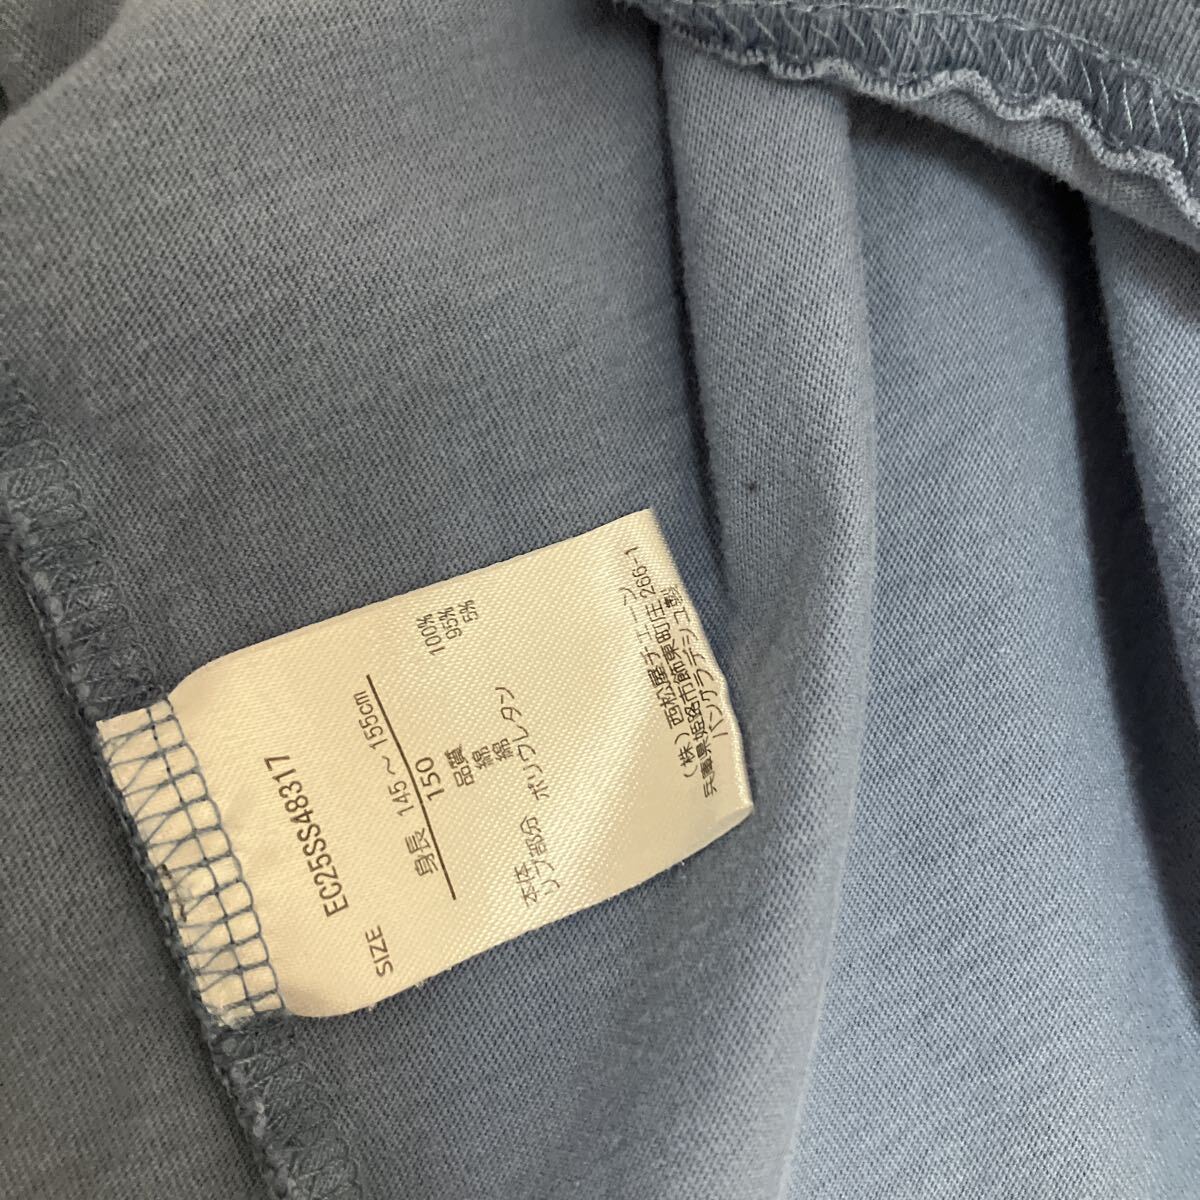 EC25SS48317
SIZE
身長 145～155cm
150
品質
本体 綿 100%
リブ部分 綿 95%
ポリウレタン 5%
(株)西松屋チェーン
兵庫県姫路市飾東町庄266-1
バングラデシュ製